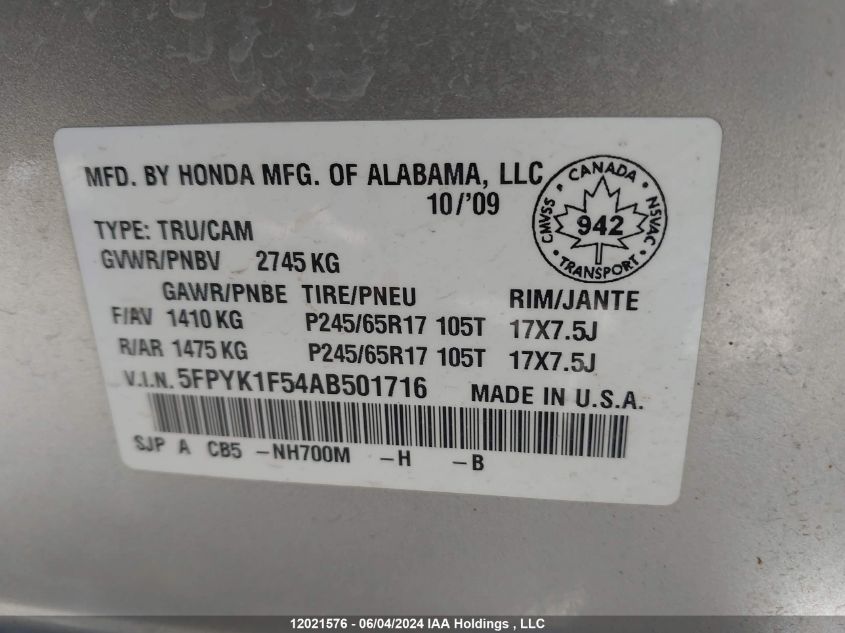 MFD. BY HONDA MFG. OF ALABAMA, LLC
10/'09
CANADA
CMVSS 942 NSVAC
TRANSPORT
TYPE: TRU/CAM
GVWR/PNBV 2745 KG
GAWR/PNBE TIRE/PNEU RIM/JANTE
F/AV 1410 KG P245/65R17 105T 17X7.5J
R/AR 1475 KG P245/65R17 105T 17X7.5J
V.I.N. 5FPYK1F54AB501716 MADE IN U.S.A.
SJP A CB5 -NH700M -H -B
12021576 - 06/04/2024 IAA Holdings , LLC